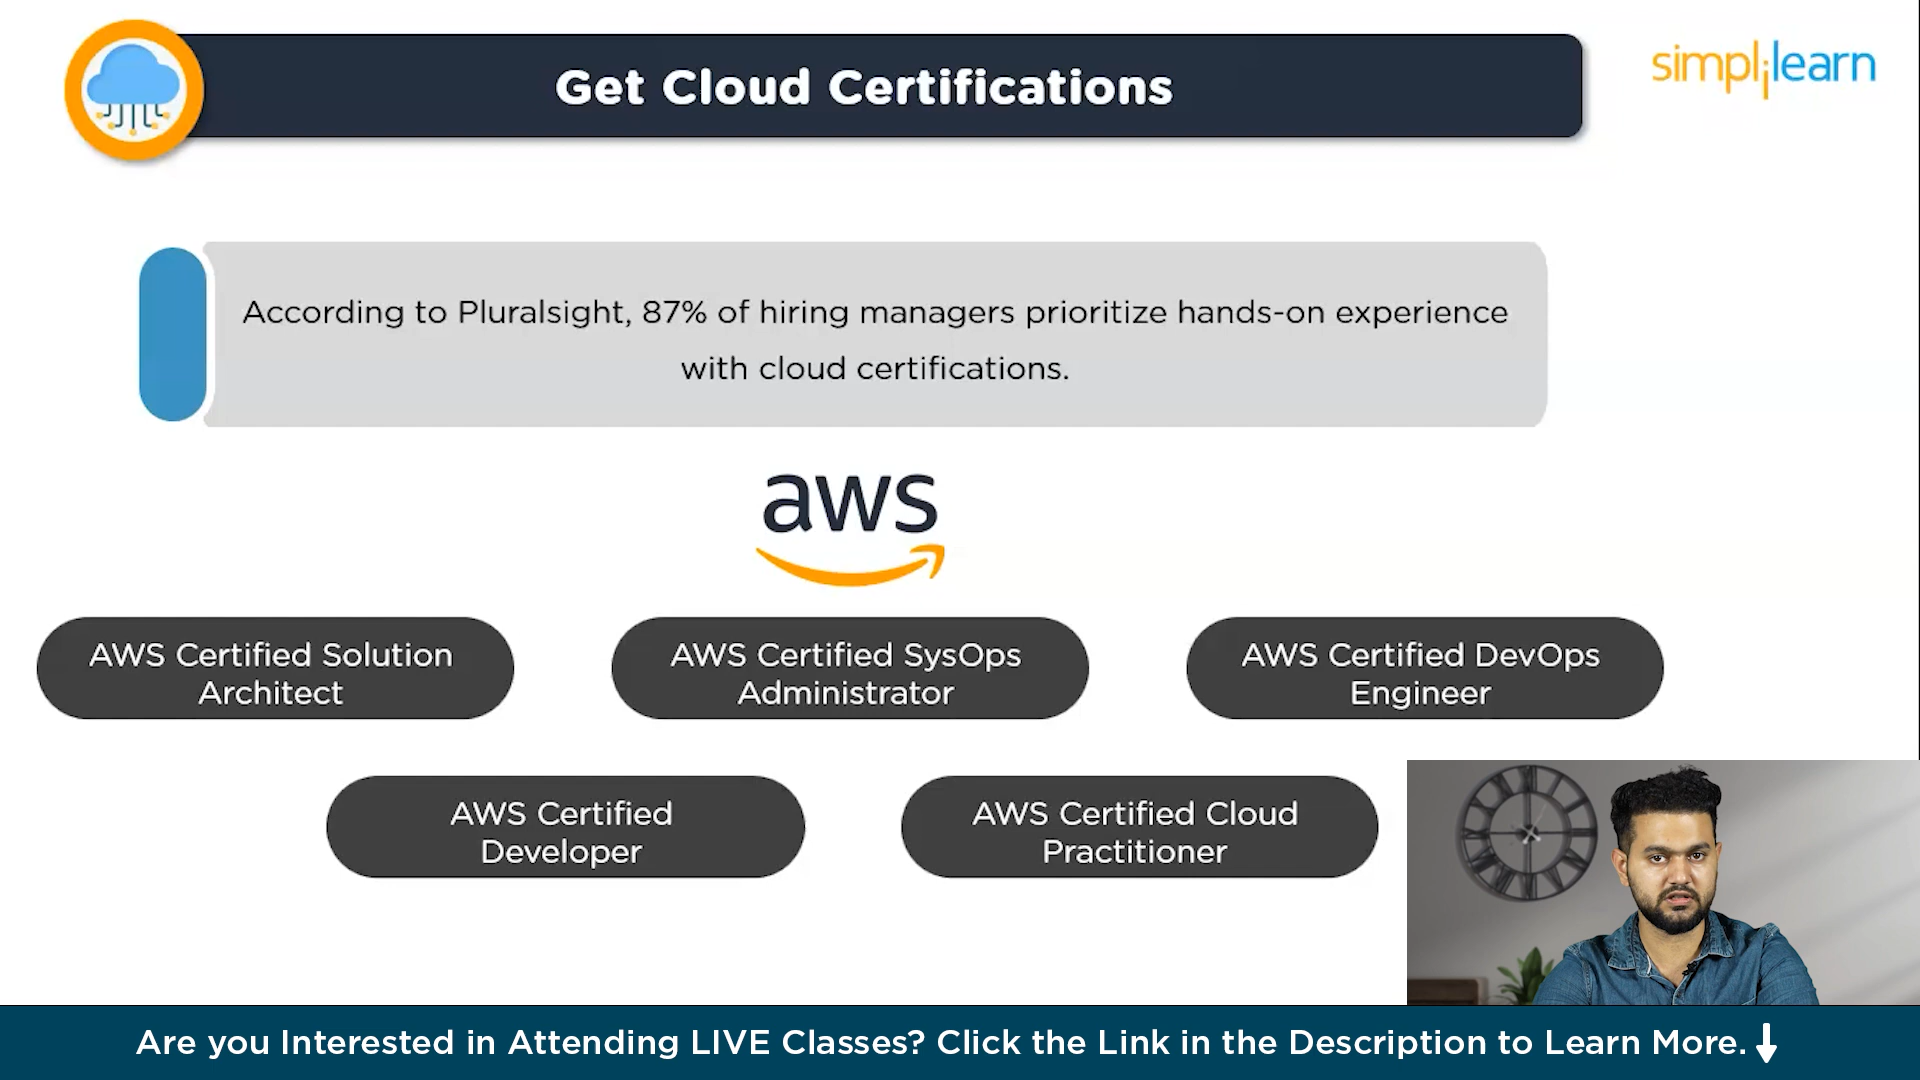 Get Cloud Certifications
simplilearn
According to Pluralsight, 87% of hiring managers prioritize hands-on experience
with cloud certifications.
aws
AWS Certified Solution
Architect
AWS Certified SysOps
Administrator
AWS Certified DevOps
Engineer
AWS Certified
Developer
AWS Certified Cloud
Practitioner
Are you Interested in Attending LIVE Classes? Click the Link in the Description to Learn More.